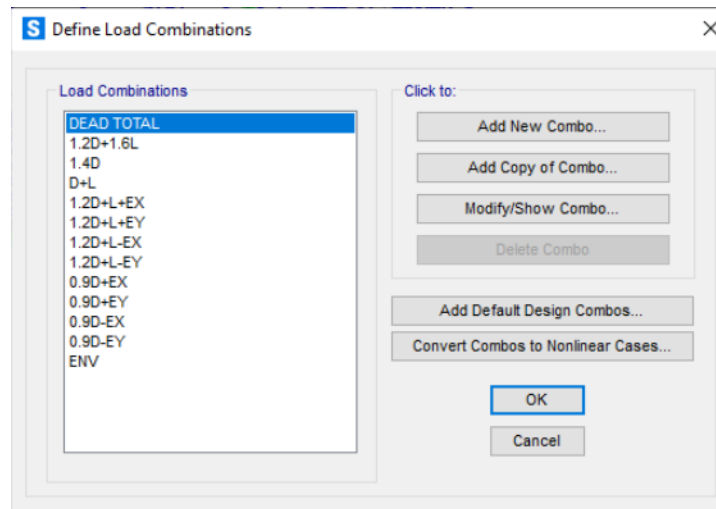 S Define Load Combinations
Load Combinations
DEAD TOTAL
1.2D+1.6L
1.4D
D+L
1.2D+L+EX
1.2D+L+EY
1.2D+L-EX
1.2D+L-EY
0.9D+EX
0.9D+EY
0.9D-EX
0.9D-EY
ENV
Click to:
Add New Combo...
Add Copy of Combo...
Modify/Show Combo...
Delete Combo
Add Default Design Combos...
Convert Combos to Nonlinear Cases...
OK
Cancel